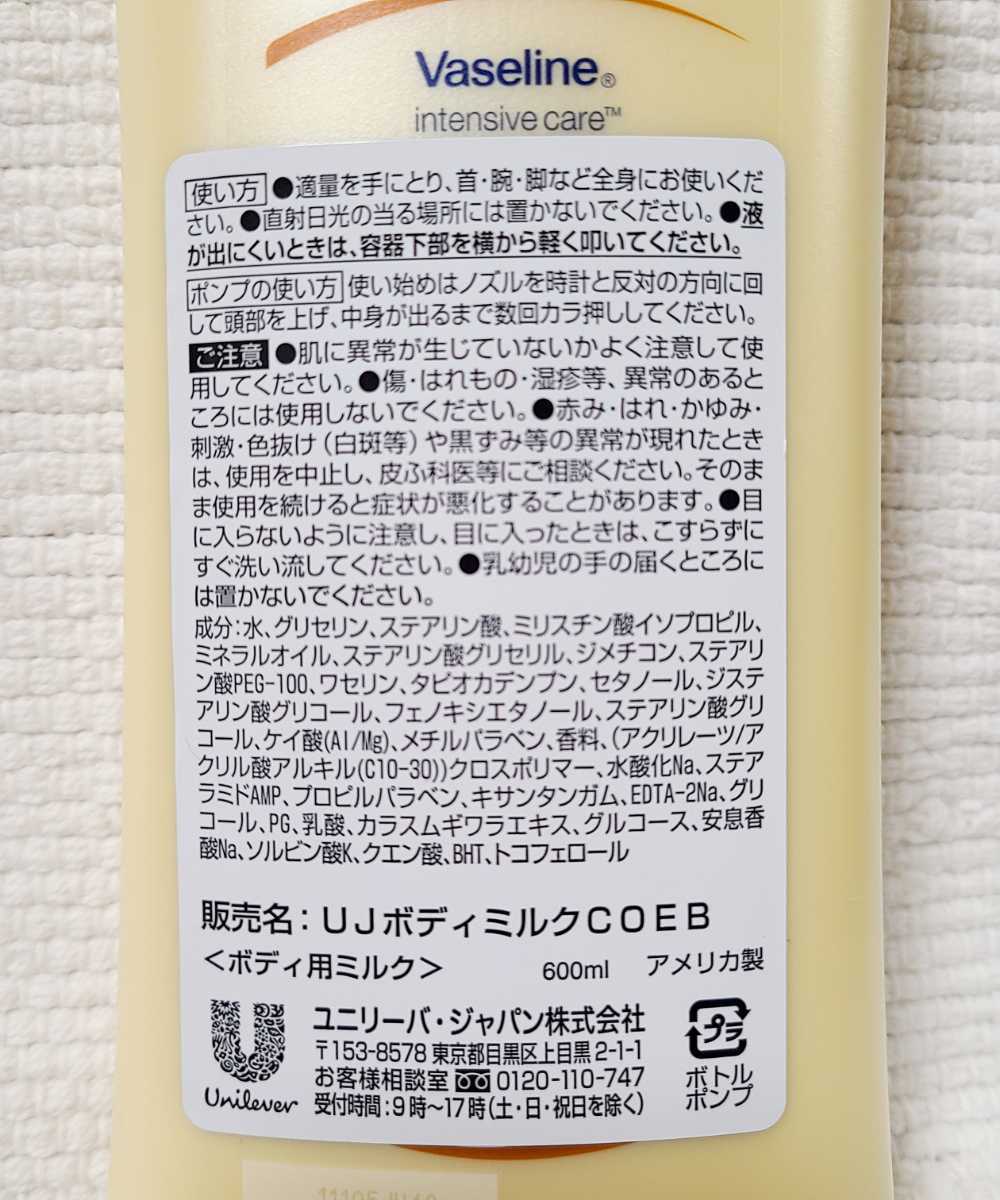 Vaseline®
intensive care™
使い方 ●適量を手にとり、首・腕・脚など全身にお使いくだ
さい。●直射日光の当る場所には置かないでください。●液
が出にくいときは、容器下部を横から軽く叩いてください。
ポンプの使い方 使い始めはノズルを時計と反対の方向に回
して頭部を上げ、中身が出るまで数回カラ押ししてください。
ご注意 ●肌に異常が生じていないかよく注意して使
用してください。●傷・はれもの・湿疹等、異常のあると
ころには使用しないでください。●赤み・はれ・かゆみ・
刺激・色抜け（白斑等）や黒ずみ等の異常が現れたとき
は、使用を中止し、皮ふ科医等にご相談ください。そのま
ま使用を続けると症状が悪化することがあります。●目
に入らないように注意し、目に入ったときは、こすらずに
すぐ洗い流してください。●乳幼児の手の届くところに
は置かないでください。
成分：水、グリセリン、ステアリン酸、ミリスチン酸イソプロピル、
ミネラルオイル、ステアリン酸グリセリル、ジメチコン、ステアリ
ン酸PEG-100、ワセリン、タピオカデンプン、セタノール、ジステ
アリン酸グリコール、フェノキシエタノール、ステアリン酸グリ
コール、ケイ酸(Al/Mg)、メチルパラベン、香料、(アクリレーツ/ア
クリル酸アルキル(C10-30))クロスポリマー、水酸化Na、ステア
ラミドAMP、プロピルパラベン、キサンタンガム、EDTA-2Na、グリ
コール、PG、乳酸、カラスムギワラエキス、グルコース、安息香
酸Na、ソルビン酸K、クエン酸、BHT、トコフェロール
販売名：UJボディミルクCOEB
＜ボディ用ミルク＞ 600ml アメリカ製
Unilever
ユニリーバ・ジャパン株式会社
〒153-8578 東京都目黒区上目黒2-1-1
お客様相談室 0120-110-747
受付時間：9時〜17時(土・日・祝日を除く)
プラ
ボトル
ポンプ